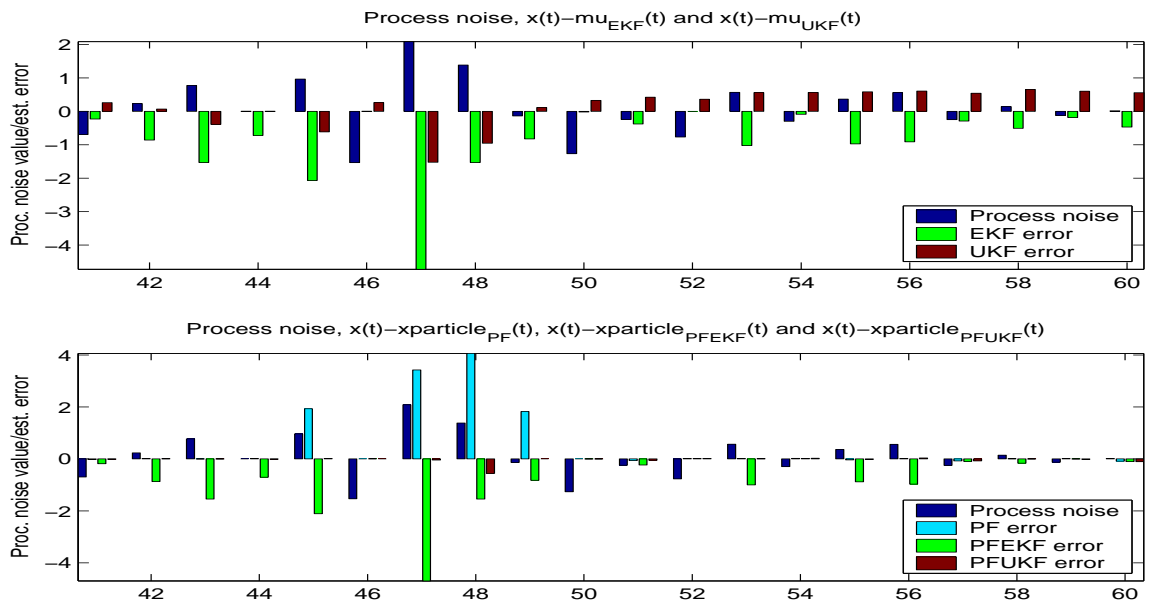 Process noise, x(t)−mu_EKF(t) and x(t)−mu_UKF(t)
Proc. noise value/est. error
2
1
0
−1
−2
−3
−4
42 44 46 48 50 52 54 56 58 60
Process noise
EKF error
UKF error
Process noise, x(t)−xparticle_PF(t), x(t)−xparticle_PFEKF(t) and x(t)−xparticle_PFUKF(t)
Proc. noise value/est. error
4
2
0
−2
−4
42 44 46 48 50 52 54 56 58 60
Process noise
PF error
PFEKF error
PFUKF error